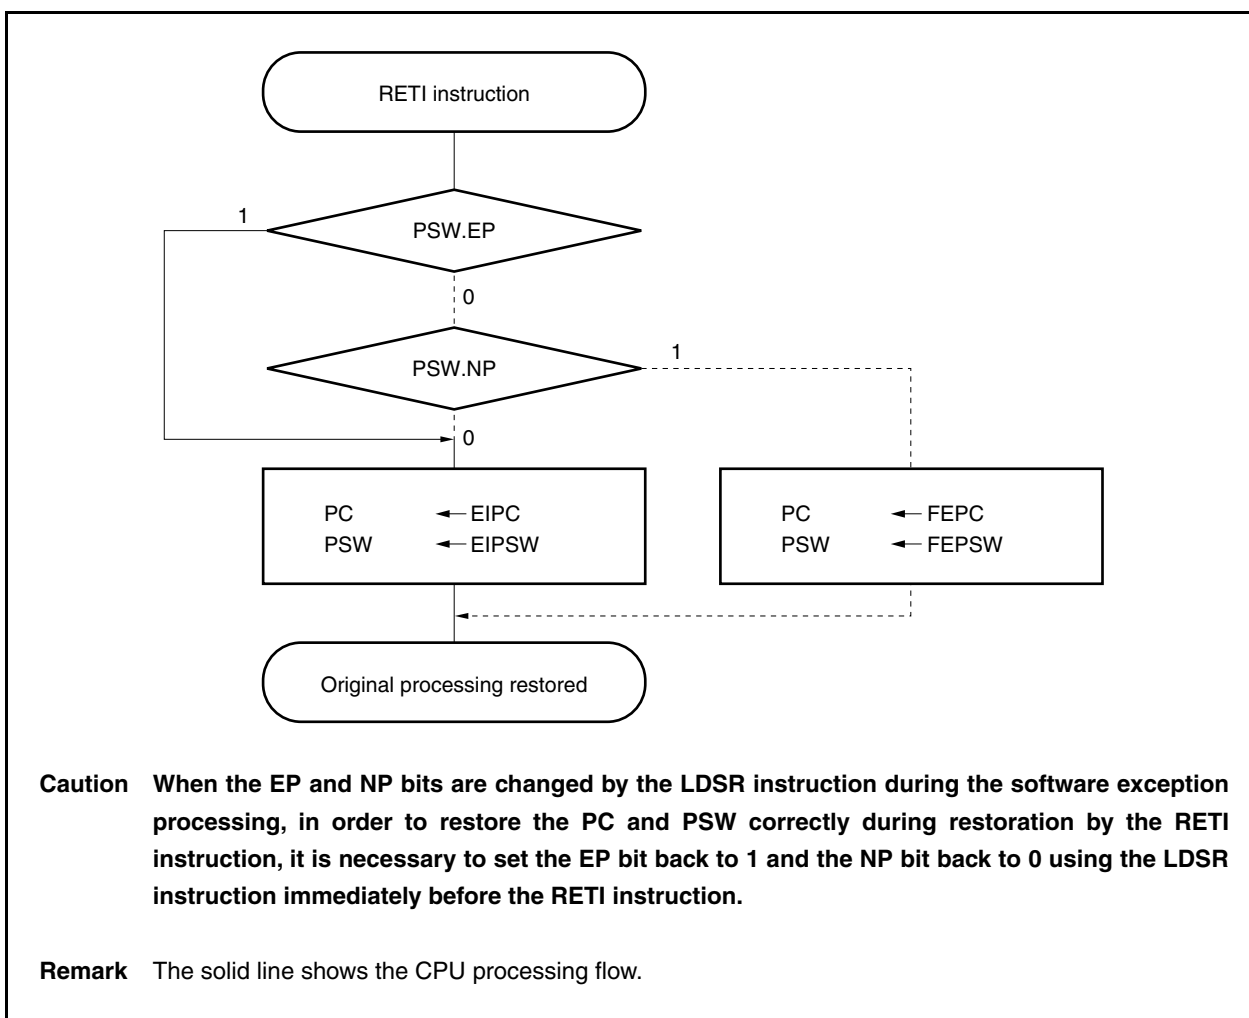 RETI instruction
1
PSW.EP
0
1
PSW.NP
0
PC ← EIPC
PSW ← EIPSW
PC ← FEPC
PSW ← FEPSW
Original processing restored
Caution When the EP and NP bits are changed by the LDSR instruction during the software exception
processing, in order to restore the PC and PSW correctly during restoration by the RETI
instruction, it is necessary to set the EP bit back to 1 and the NP bit back to 0 using the LDSR
instruction immediately before the RETI instruction.
Remark The solid line shows the CPU processing flow.